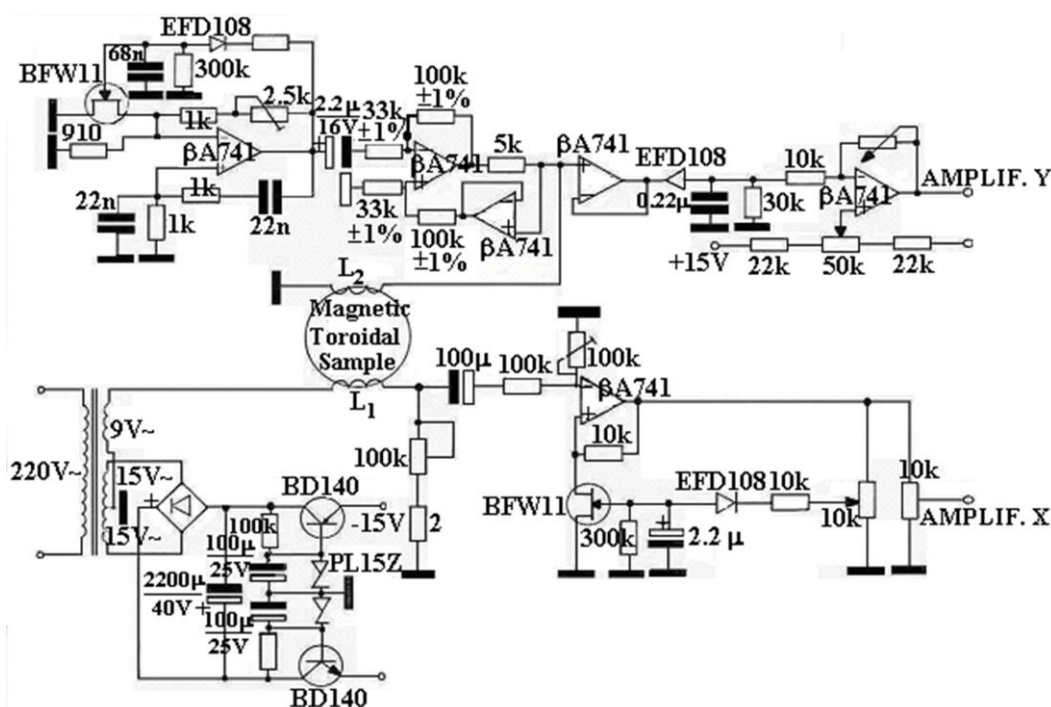 EFD108
68n
BFW11
300k
2.5k
1k
910
βA741
1k
22n
1k
22n
2.2µ
16V
33k
±1%
100k
±1%
βA741
33k
±1%
100k
±1%
βA741
5k
βA741
EFD108
0.22µ
30k
10k
βA741
AMPLIF. Y
+15V
22k
50k
22k
L2
Magnetic
Toroidal
Sample
L1
100µ
100k
100k
βA741
10k
100k
2
220V~
9V~
15V~
15V~
+
BD140
-15V
100k
100µ
25V
2200µ
40V +
100µ
25V
PL15Z
BD140
BFW11
300k
+
2.2 µ
EFD108
10k
10k
10k
AMPLIF. X